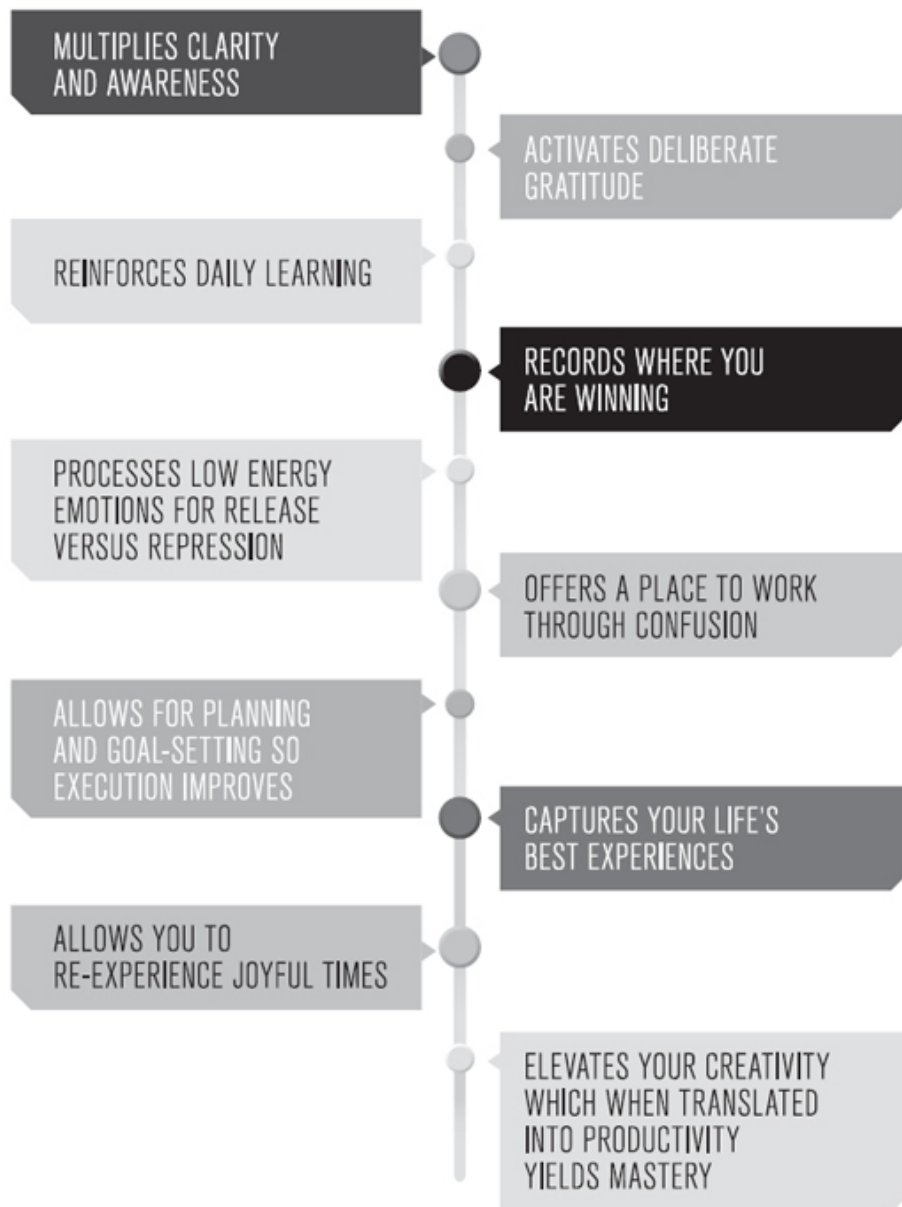 MULTIPLIES CLARITY
AND AWARENESS
ACTIVATES DELIBERATE
GRATITUDE
REINFORCES DAILY LEARNING
RECORDS WHERE YOU
ARE WINNING
PROCESSES LOW ENERGY
EMOTIONS FOR RELEASE
VERSUS REPRESSION
OFFERS A PLACE TO WORK
THROUGH CONFUSION
ALLOWS FOR PLANNING
AND GOAL-SETTING SO
EXECUTION IMPROVES
CAPTURES YOUR LIFE'S
BEST EXPERIENCES
ALLOWS YOU TO
RE-EXPERIENCE JOYFUL TIMES
ELEVATES YOUR CREATIVITY
WHICH WHEN TRANSLATED
INTO PRODUCTIVITY
YIELDS MASTERY